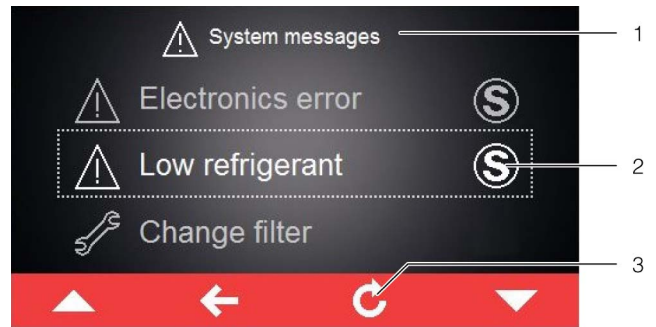 System messages
1
Electronics error S
Low refrigerant S
2
Change filter
3